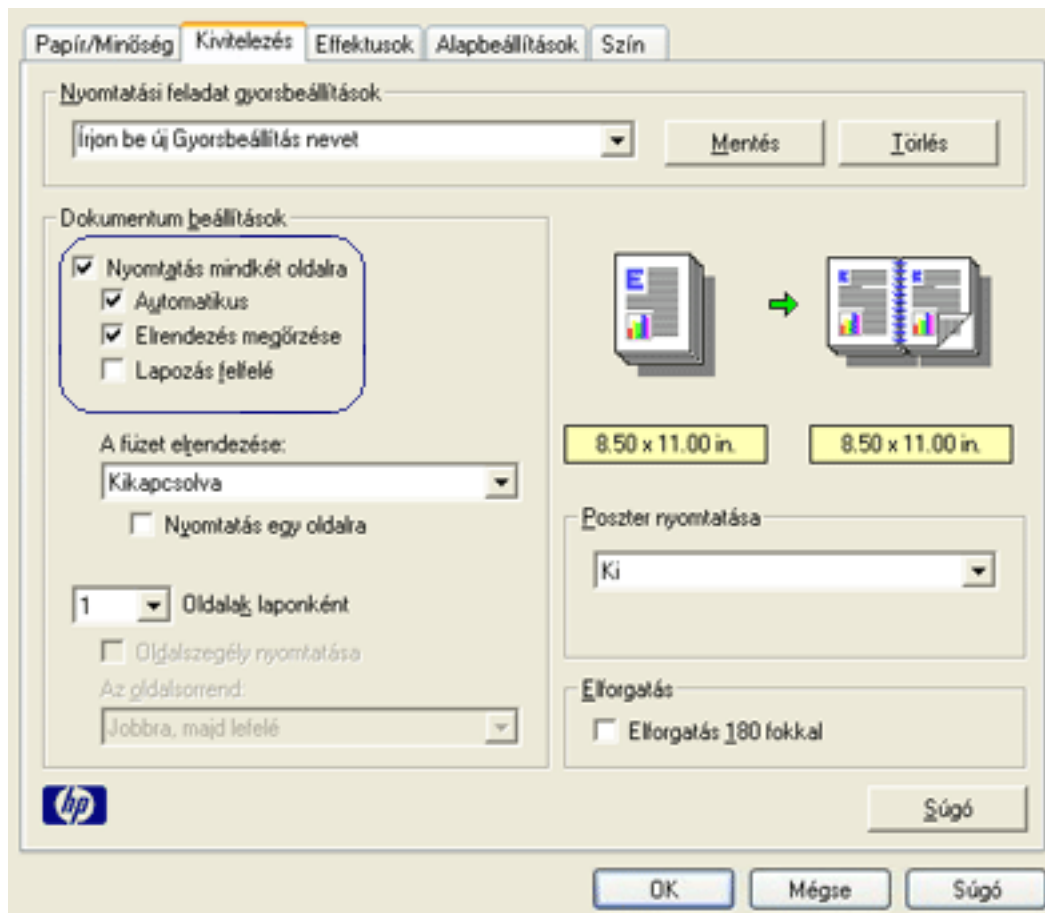 Papír/Minőség Kivitelezés Effektusok Alapbeállítások Szín
Nyomtatási feladat gyorsbeállítások
Írjon be új Gyorsbeállítás nevet
Mentés
Törlés
Dokumentum beállítások
Nyomtatás mindkét oldalra
Automatikus
Elrendezés megőrzése
Lapozás felfelé
A füzet elrendezése:
Kikapcsolva
Nyomtatás egy oldalra
1 Oldalak laponként
Oldalszegély nyomtatása
Az oldalsorrend:
Jobbra, majd lefelé
E
E E
8.50 x 11.00 in.
8.50 x 11.00 in.
Poszter nyomtatása
Ki
Elforgatás
Elforgatás 180 fokkal
hp
Súgó
OK Mégse Súgó